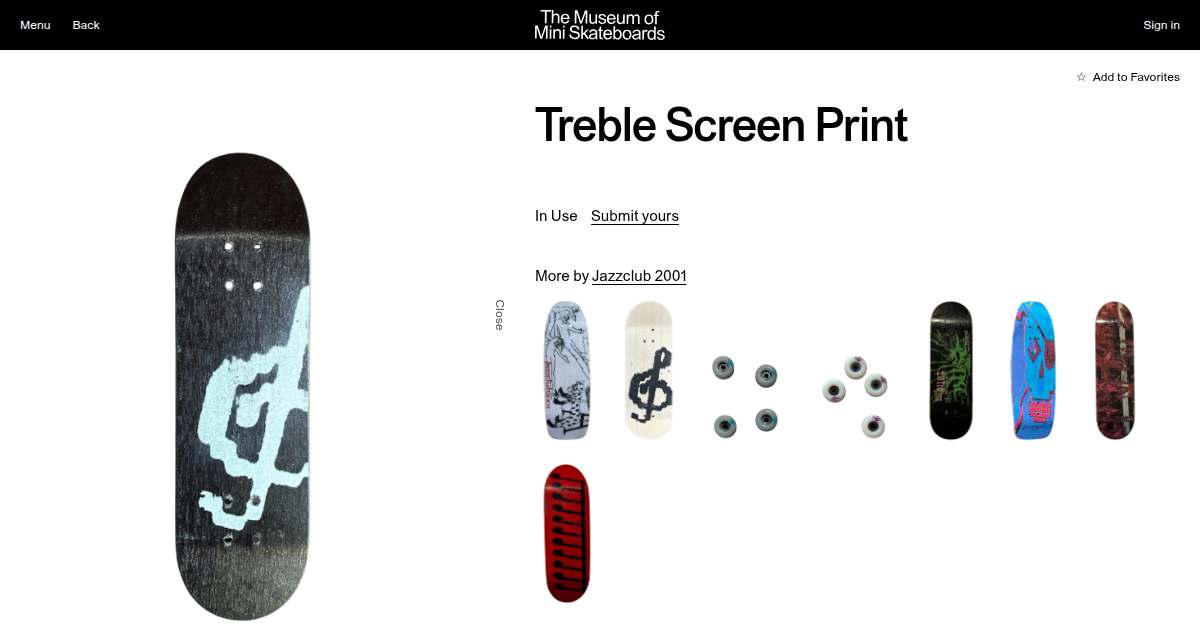 Menu
Back
The Museum of
Mini Skateboards
Sign in
☆ Add to Favorites
Treble Screen Print
In Use
Submit yours
More by Jazzclub 2001
Close